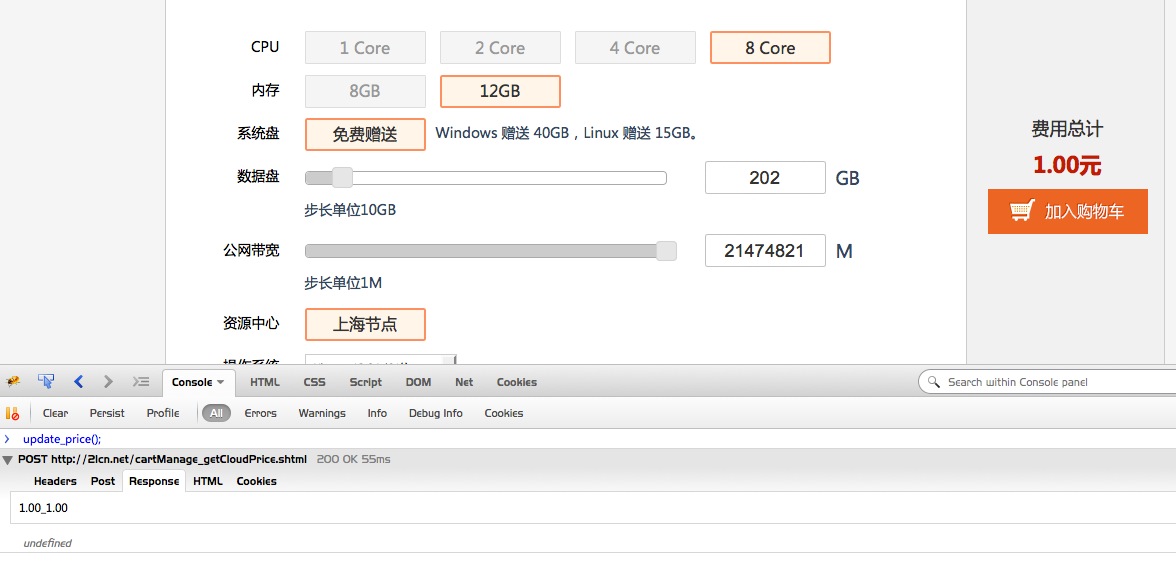 CPU 1 Core 2 Core 4 Core 8 Core
内存 8GB 12GB
系统盘 免费赠送 Windows 赠送 40GB，Linux 赠送 15GB。
费用总计
1.00元
数据盘 202 GB
加入购物车
步长单位10GB
公网带宽 21474821 M
步长单位1M
资源中心 上海节点
操作系统
Console HTML CSS Script DOM Net Cookies Search within Console panel
Clear Persist Profile All Errors Warnings Info Debug Info Cookies
update_price();
POST http://21cn.net/cartManage_getCloudPrice.shtml 200 OK 55ms
Headers Post Response HTML Cookies
1.00_1.00
undefined